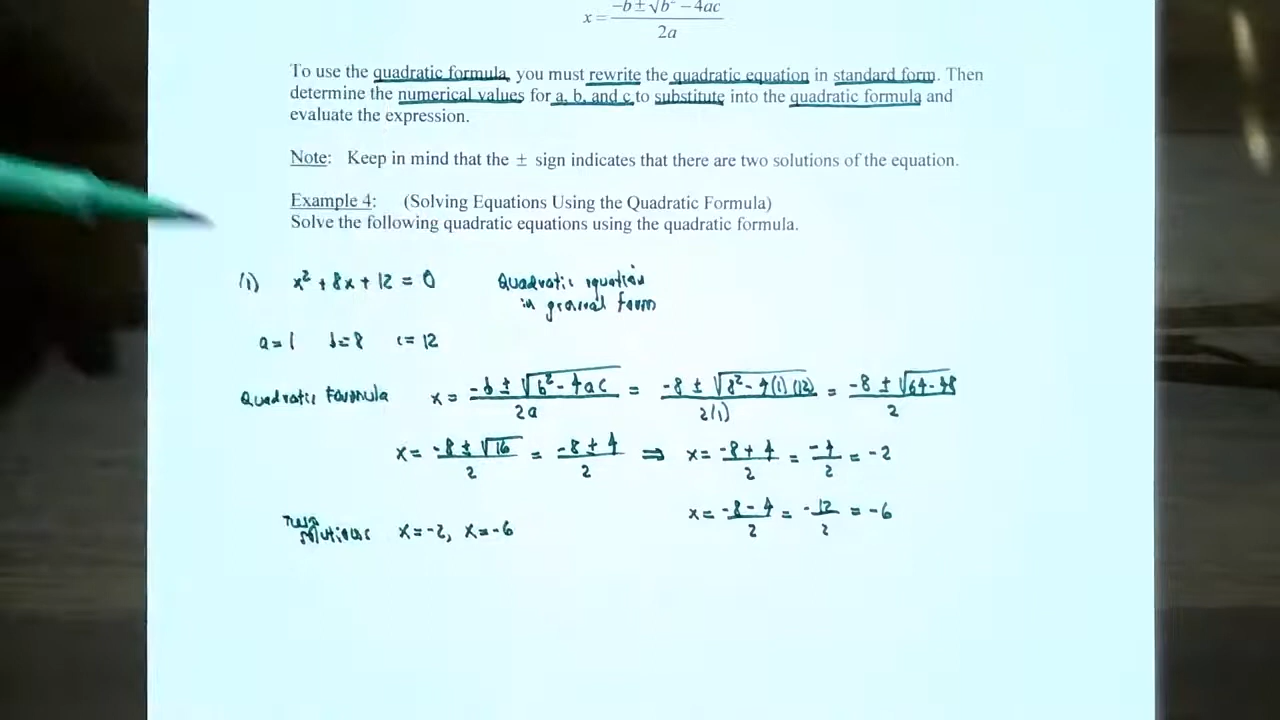 x = -b ± √b² - 4ac / 2a
To use the quadratic formula, you must rewrite the quadratic equation in standard form. Then
determine the numerical values for a, b, and c to substitute into the quadratic formula and
evaluate the expression.
Note: Keep in mind that the ± sign indicates that there are two solutions of the equation.
Example 4: (Solving Equations Using the Quadratic Formula)
Solve the following quadratic equations using the quadratic formula.
(1) x² + 8x + 12 = 0 Quadratic equation
in general form
a=1 b=8 c=12
Quadratic Formula x = -b ± √b² - 4ac / 2a = -8 ± √8² - 4(1)(12) / 2(1) = -8 ± √64-48 / 2
x = -8 ± √16 / 2 = -8 ± 4 / 2 ⇒ x = -8 + 4 / 2 = -4 / 2 = -2
x = -8 - 4 / 2 = -12 / 2 = -6
Two
solutions x = -2, x = -6